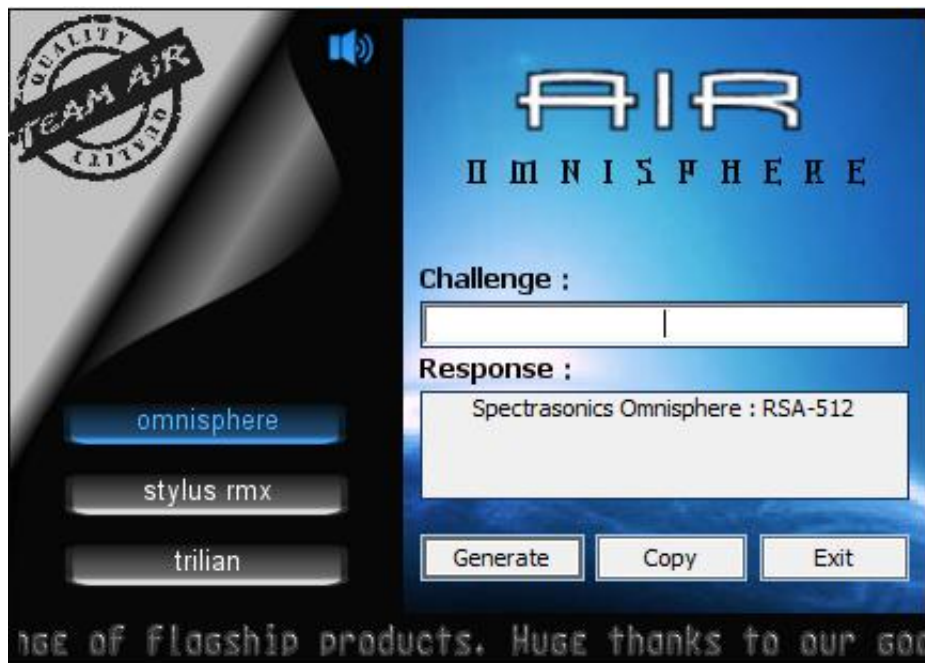 QUALITY
TEAM AiR
QUALITY
AIR
OMNISPHERE
Challenge :
Response :
Spectrasonics Omnisphere : RSA-512
omnisphere
stylus rmx
trilian
Generate
Copy
Exit
of flagship products. Huge thanks to our